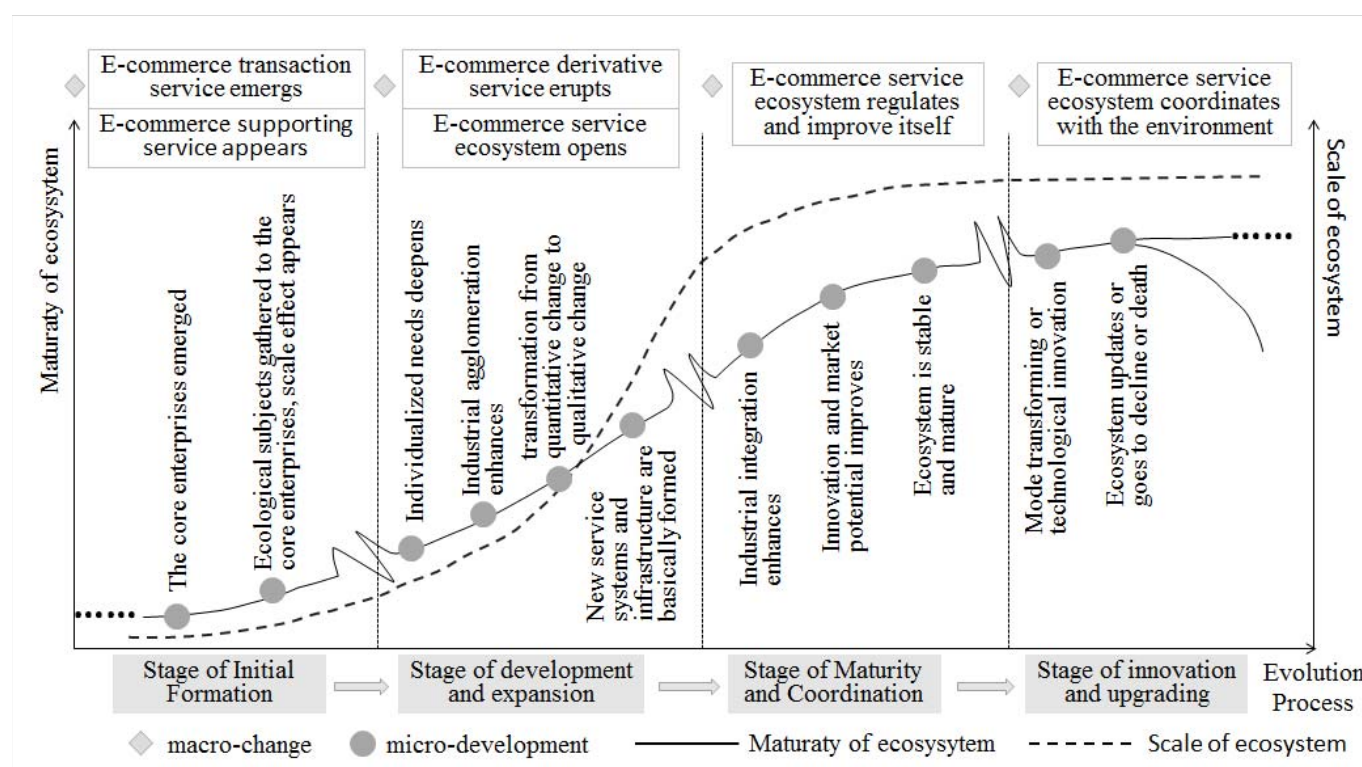 E-commerce transaction
service emergs
E-commerce supporting
service appears
E-commerce derivative
service erupts
E-commerce service
ecosystem opens
E-commerce service
ecosystem regulates
and improve itself
E-commerce service
ecosystem coordinates
with the environment
Maturaty of ecosysytem
Scale of ecosystem
The core enterprises emerged
Ecological subjects gathered to the
core enterprises, scale effect appears
Individualized needs deepens
Industrial agglomeration
enhances
transformation from
quantitative change to
qualitative change
New service
systems and
infrastructure are
basically formed
Industrial integration
enhances
Innovation and market
potential improves
Ecosystem is stable
and mature
Mode transforming or
technological innovation
Ecosystem updates or
goes to decline or death
Stage of Initial
Formation
Stage of development
and expansion
Stage of Maturity
and Coordination
Stage of innovation
and upgrading
Evolution
Process
macro-change
micro-development
Maturaty of ecosysytem
Scale of ecosystem